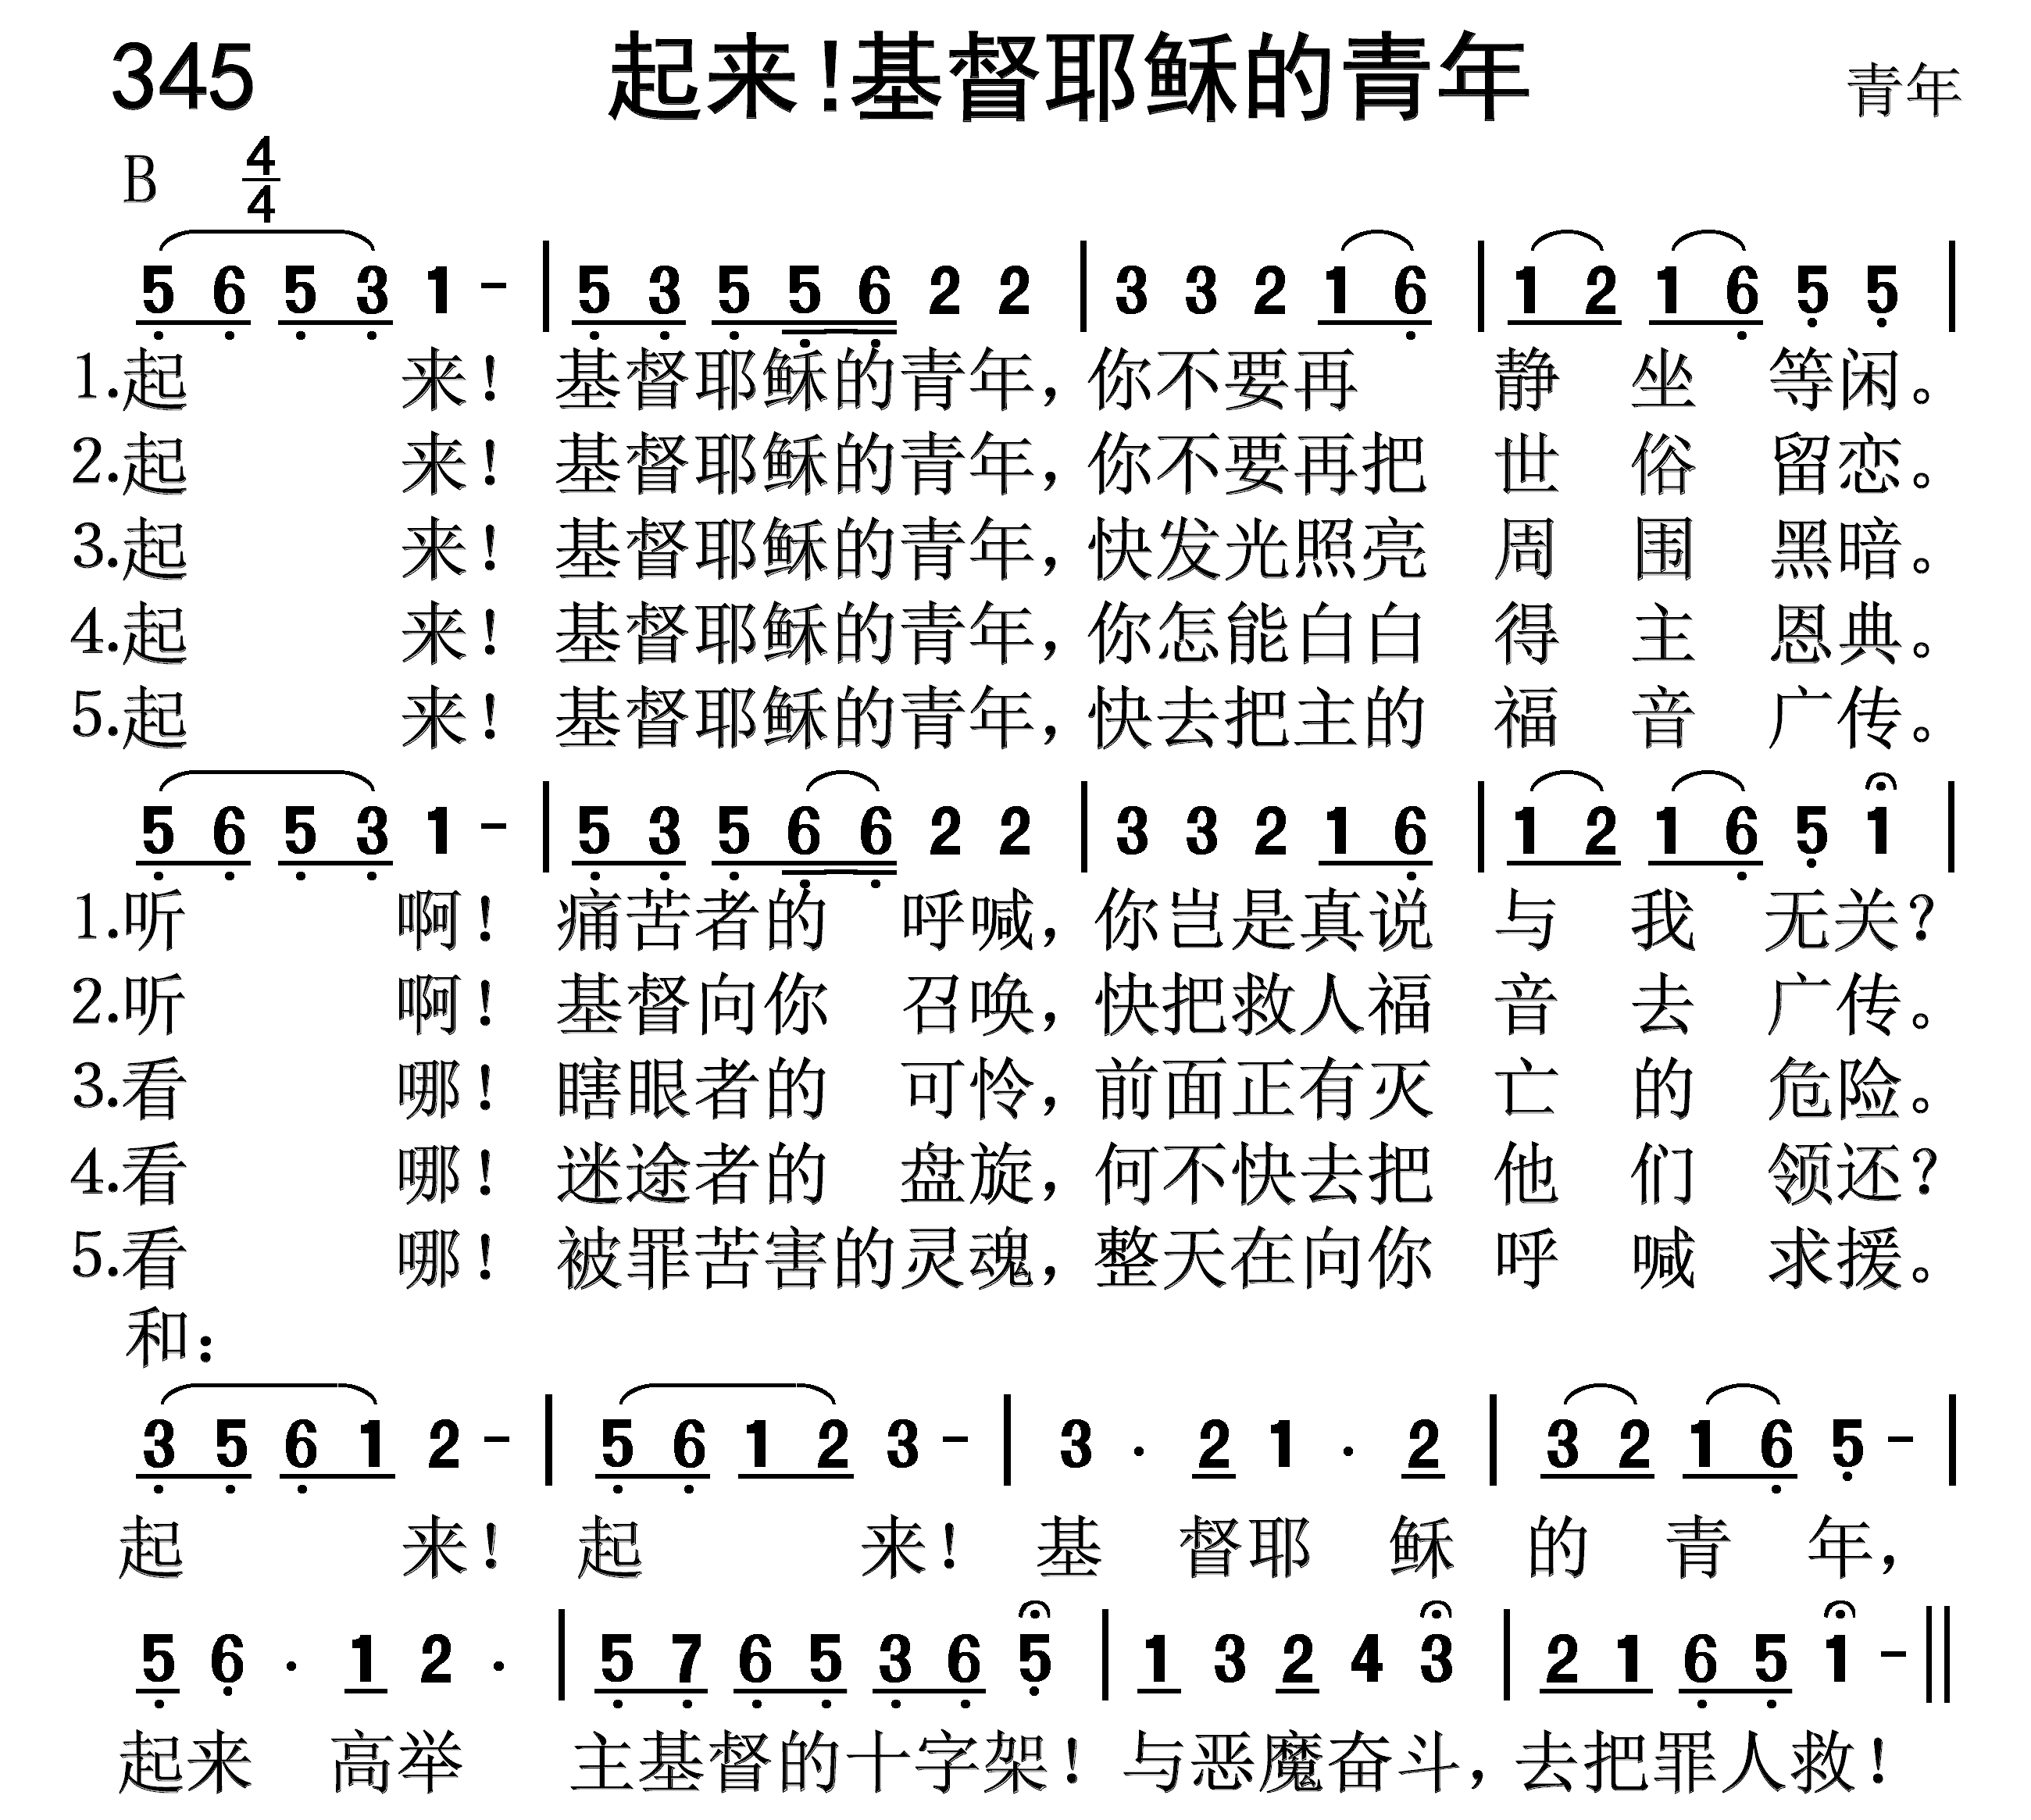 345 起来!基督耶稣的青年 青年
B 4/4
5 6 5 3 1 - | 5 3 5 5 6 2 2 | 3 3 2 1 6 | 1 2 1 6 5 5 |
1.起 来! 基督耶稣的青年,你不要再 静 坐 等闲。
2.起 来! 基督耶稣的青年,你不要再把 世 俗 留恋。
3.起 来! 基督耶稣的青年,快发光照亮 周 围 黑暗。
4.起 来! 基督耶稣的青年,你怎能白白 得 主 恩典。
5.起 来! 基督耶稣的青年,快去把主的 福 音 广传。
5 6 5 3 1 - | 5 3 5 6 6 2 2 | 3 3 2 1 6 | 1 2 1 6 5 1 |
1.听 啊! 痛苦者的 呼喊,你岂是真说 与 我 无关?
2.听 啊! 基督向你 召唤,快把救人福 音 去 广传。
3.看 哪! 瞎眼者的 可怜,前面正有灭 亡 的 危险。
4.看 哪! 迷途者的 盘旋,何不快去把 他 们 领还?
5.看 哪! 被罪苦害的灵魂,整天在向你 呼 喊 求援。
和:
3 5 6 1 2 - | 5 6 1 2 3 - | 3 . 2 1 . 2 | 3 2 1 6 5 - |
起 来! 起 来! 基 督耶 稣 的 青 年,
5 6 . 1 2 . | 5 7 6 5 3 6 5 | 1 3 2 4 3 | 2 1 6 5 1 - ||
起来 高举 主基督的十字架!与恶魔奋斗,去把罪人救!